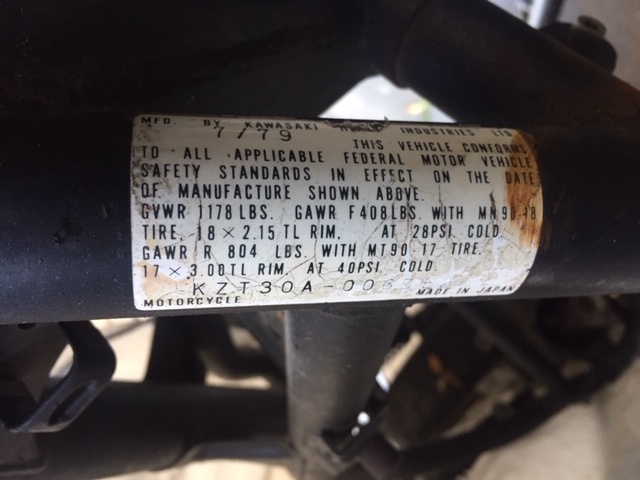 MFD. BY KAWASAKI INDUSTRIES LTD.
7/79 THIS VEHICLE CONFORMS
TO ALL APPLICABLE FEDERAL MOTOR VEHICLE
SAFETY STANDARDS IN EFFECT ON THE DATE
OF MANUFACTURE SHOWN ABOVE.
GVWR 1178 LBS. GAWR F408LBS. WITH MN90-18
TIRE, 18 × 2.15 TL RIM, AT 28PSI COLD.
GAWR R 804 LBS. WITH MT90 17 TIRE,
17 × 3.00TL RIM, AT 40PSI, COLD
KZT30A-00
MOTORCYCLE MADE IN JAPAN